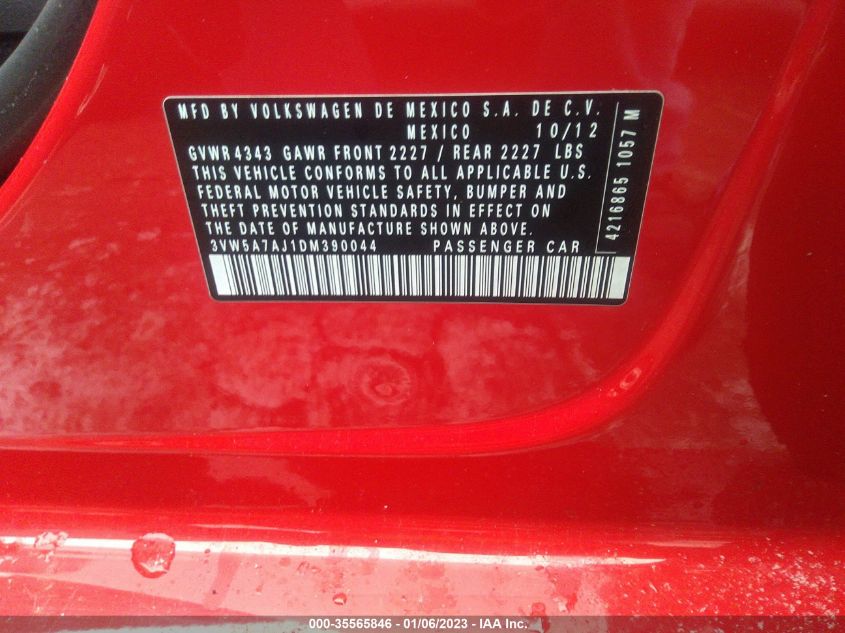 MFD BY VOLKSWAGEN DE MEXICO S.A. DE C.V.
MEXICO 10/12
GVWR 4343 GAWR FRONT 2227 / REAR 2227 LBS
THIS VEHICLE CONFORMS TO ALL APPLICABLE U.S.
FEDERAL MOTOR VEHICLE SAFETY, BUMPER AND
THEFT PREVENTION STANDARDS IN EFFECT ON
THE DATE OF MANUFACTURE SHOWN ABOVE.
3VW5A7AJ1DM390044 PASSENGER CAR
4216865 1057 M
000-35565846 - 01/06/2023 - IAA Inc.